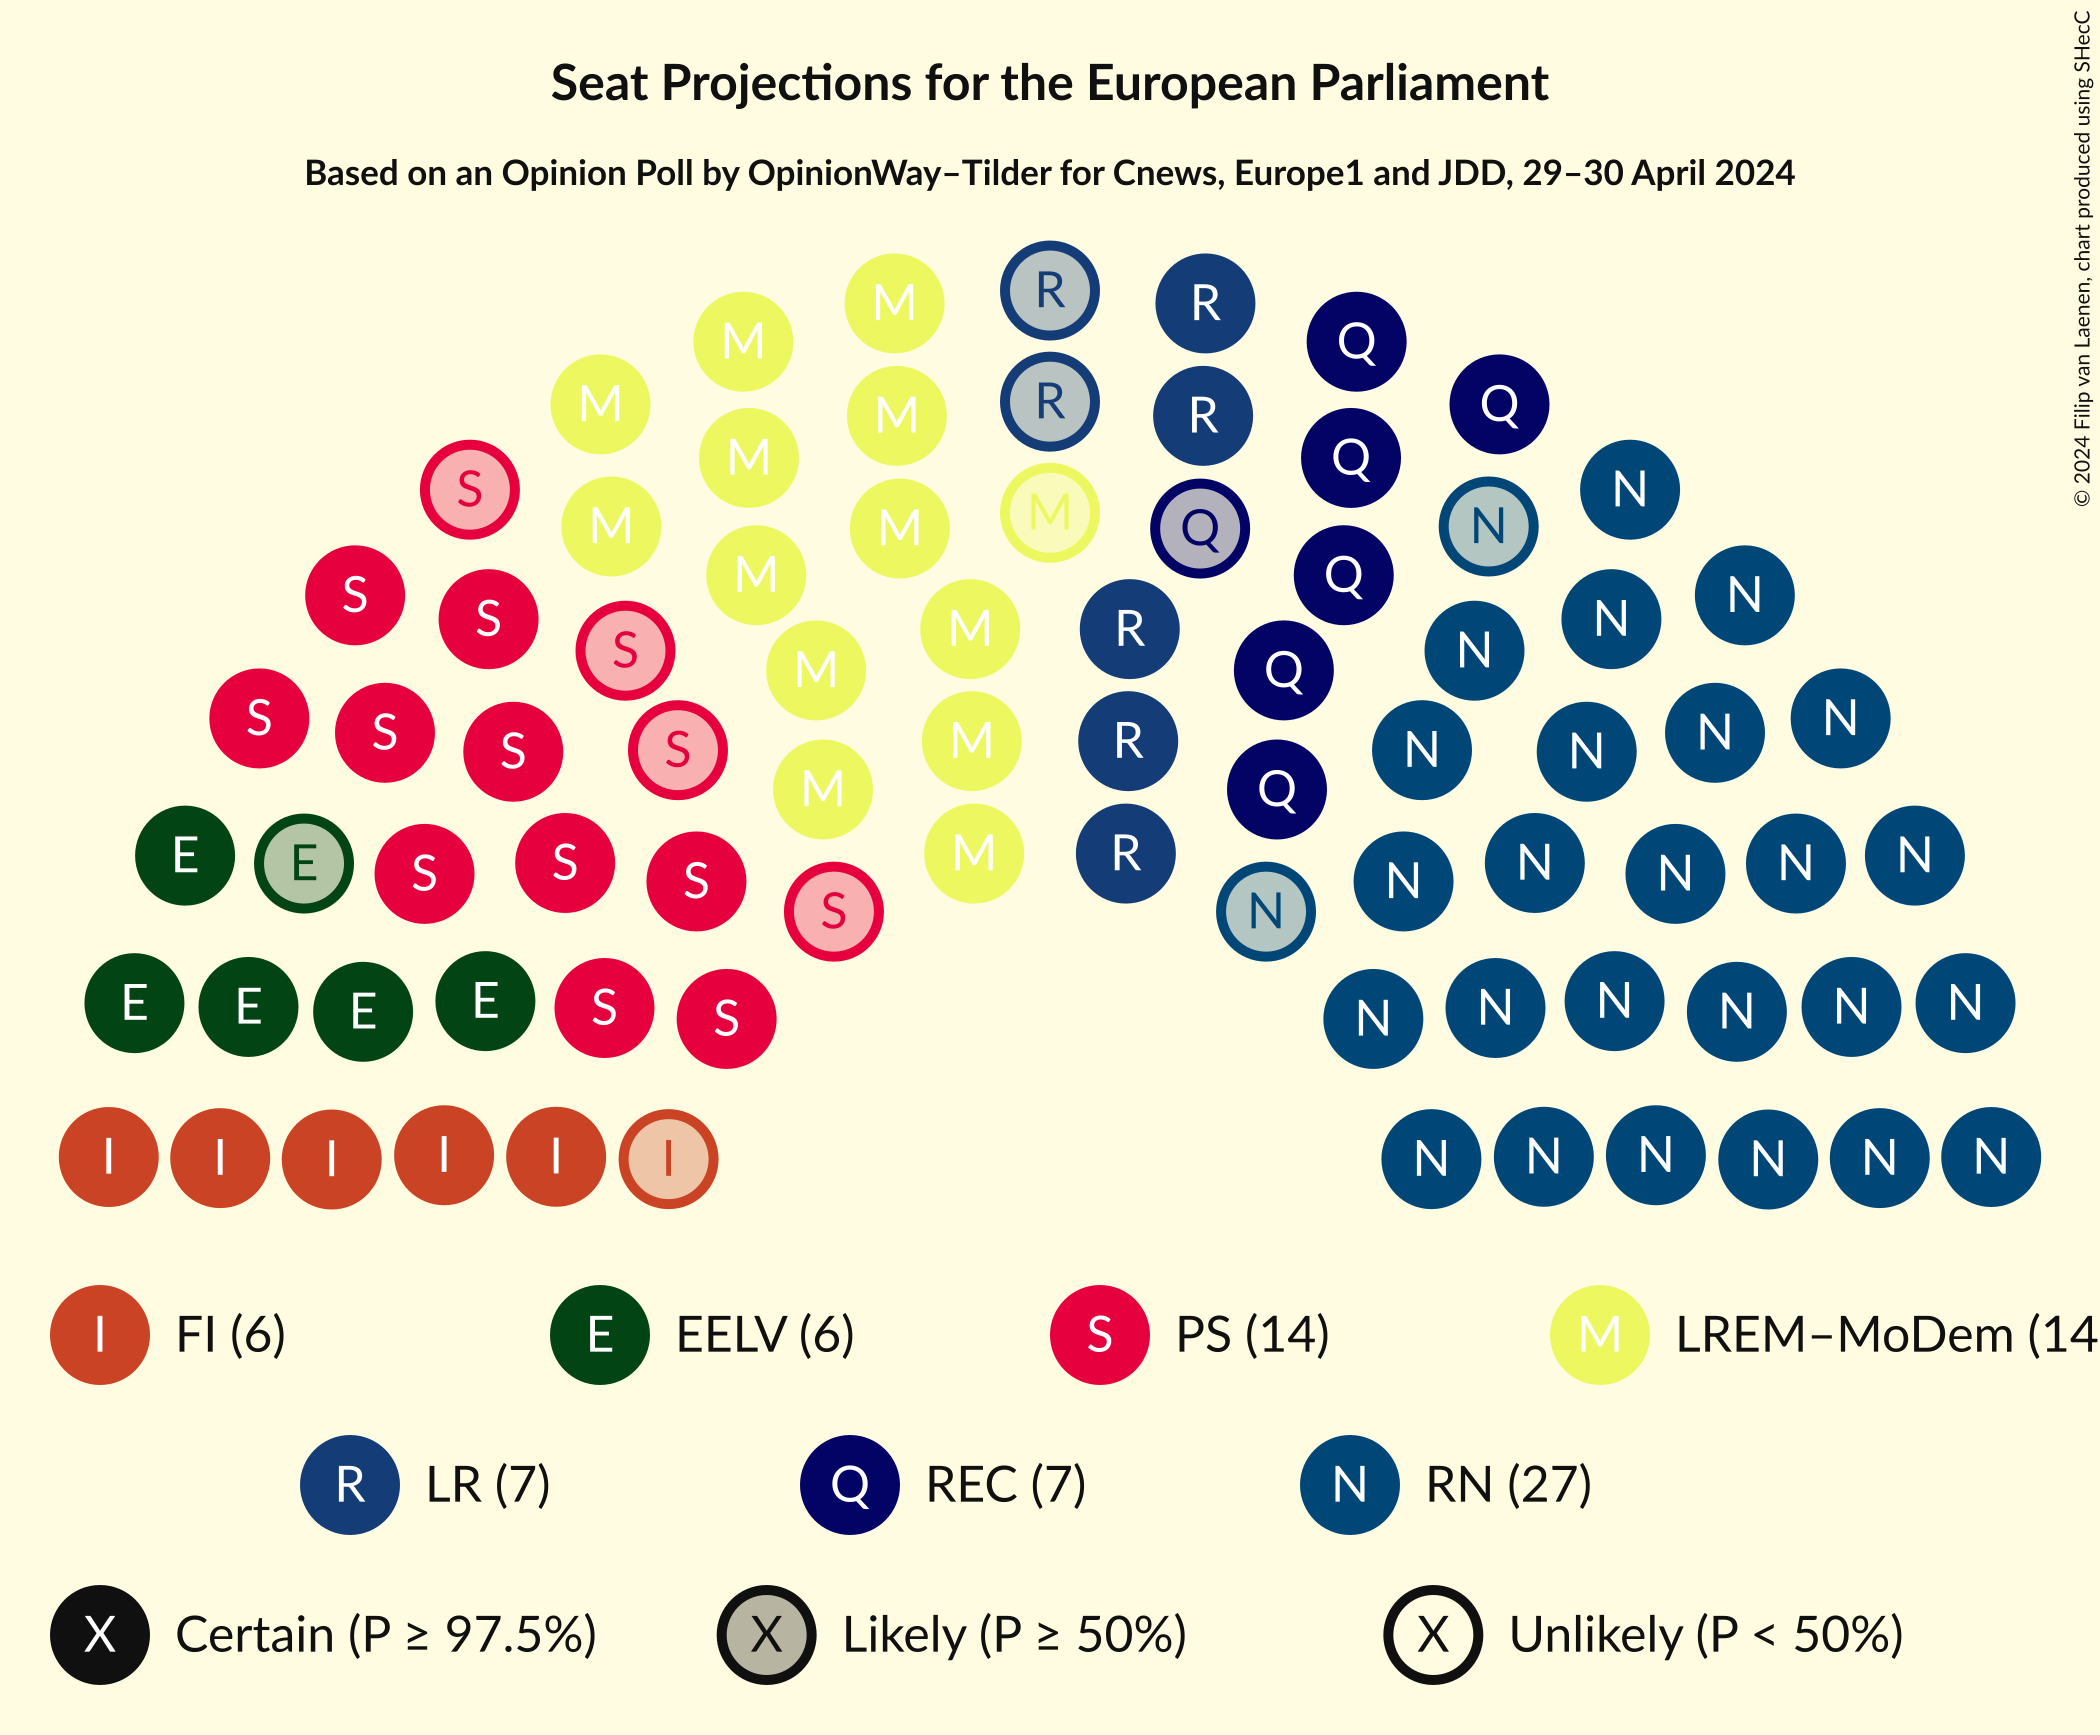 Seat Projections for the European Parliament
Based on an Opinion Poll by OpinionWay–Tilder for Cnews, Europe1 and JDD, 29–30 April 2024
© 2024 Filip van Laenen, chart produced using SHecC
R
M R
M Q
R
M M R Q
M Q
S N
M M Q
M N
S M Q N
S N
M R
S N
M Q
S M R N
S N
S N
S N
M Q
E M R N
E N
S N
S N
S N
S N
E N
E N
E N
E N
S N
S N
I I I I I I N N N N N N
I FI (6) E EELV (6) S PS (14) M LREM–MoDem (14
R LR (7) Q REC (7) N RN (27)
X Certain (P ≥ 97.5%) X Likely (P ≥ 50%) X Unlikely (P < 50%)